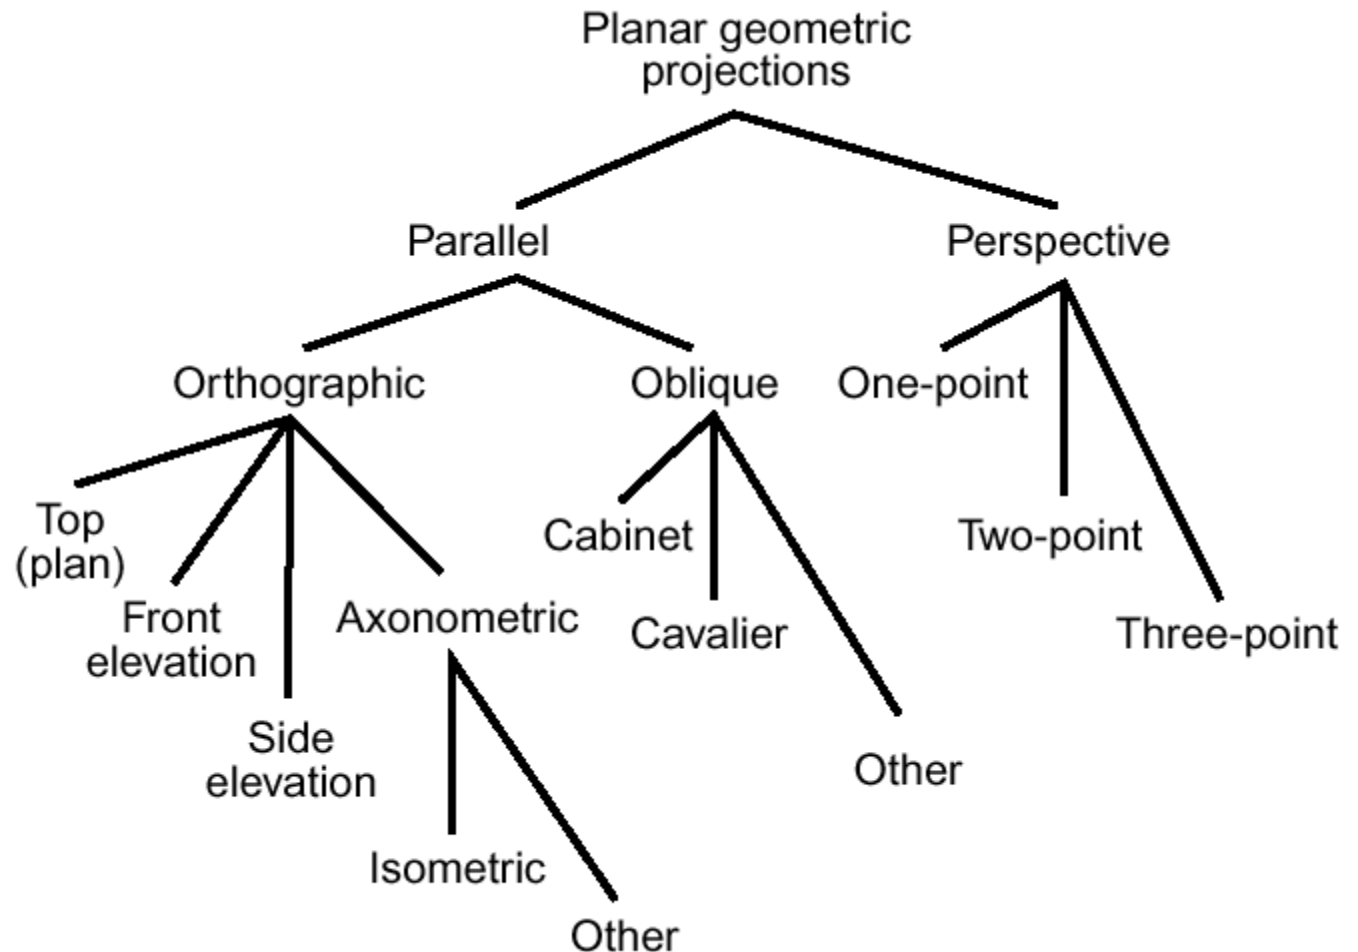 Planar geometric
projections
Parallel
Perspective
Orthographic
Oblique
One-point
Top
(plan)
Cabinet
Two-point
Front
elevation
Axonometric
Cavalier
Three-point
Side
elevation
Other
Isometric
Other